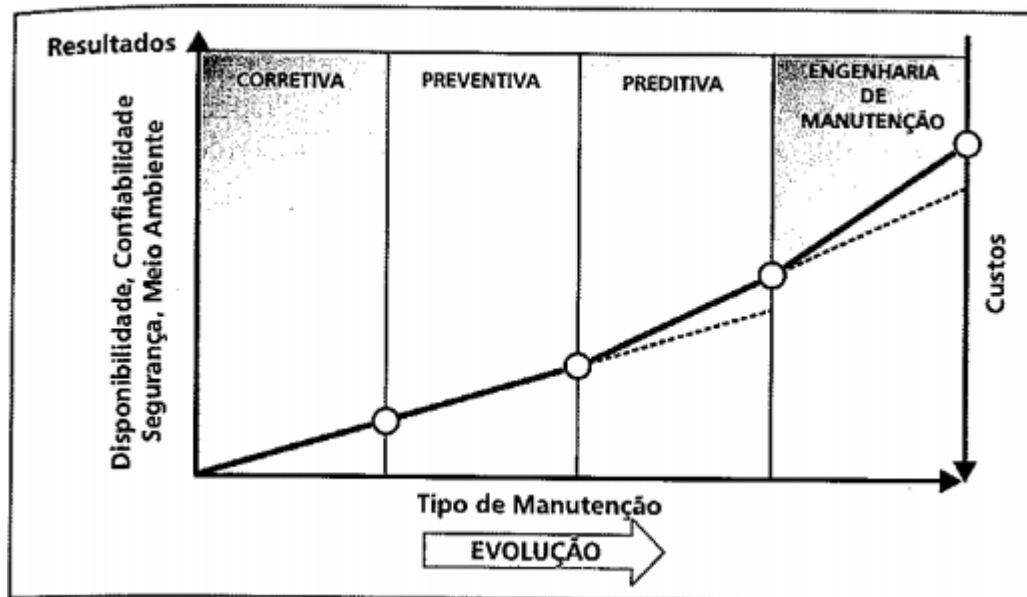 Resultados
CORRETIVA
PREVENTIVA
PREDITIVA
ENGENHARIA
DE
MANUTENÇÃO
Disponibilidade, Confiabilidade
Segurança, Meio Ambiente
Custos
Tipo de Manutenção
EVOLUÇÃO